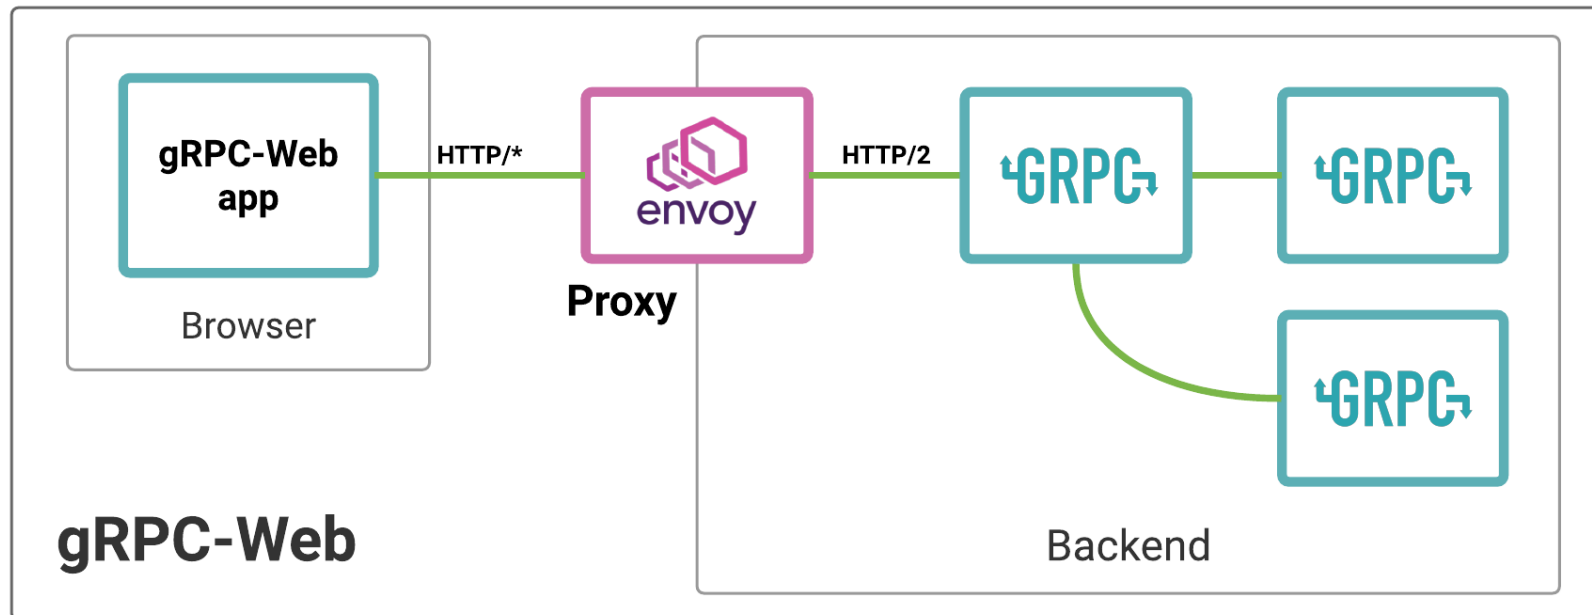 gRPC-Web
app
Browser
HTTP/*
envoy
Proxy
HTTP/2
GRPC
GRPC
GRPC
Backend
gRPC-Web